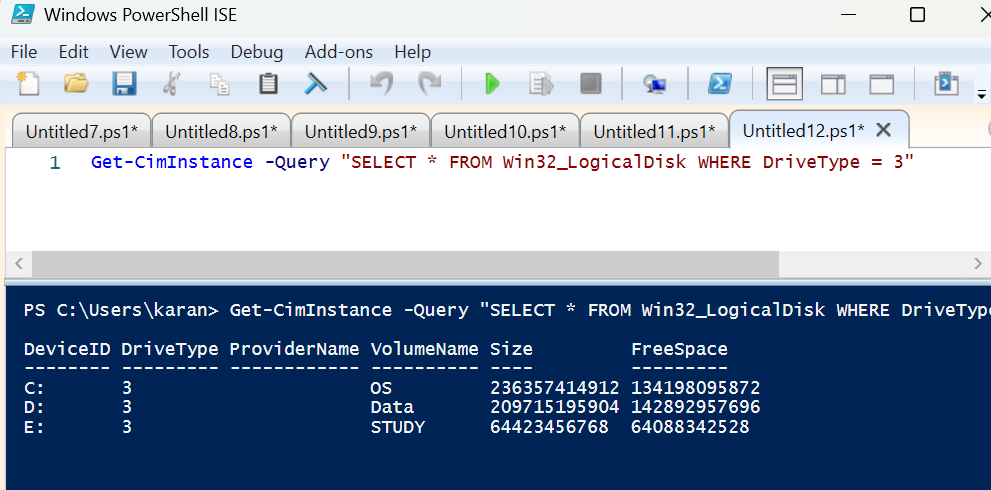 Windows PowerShell ISE
File Edit View Tools Debug Add-ons Help
Untitled7.ps1* Untitled8.ps1* Untitled9.ps1* Untitled10.ps1* Untitled11.ps1* Untitled12.ps1*
1 Get-CimInstance -Query "SELECT * FROM Win32_LogicalDisk WHERE DriveType = 3"
PS C:\Users\karan> Get-CimInstance -Query "SELECT * FROM Win32_LogicalDisk WHERE DriveType
DeviceID DriveType ProviderName VolumeName Size FreeSpace
-------- --------- ------------ ---------- ---- ---------
C: 3 OS 236357414912 134198095872
D: 3 Data 209715195904 142892957696
E: 3 STUDY 64423456768 64088342528